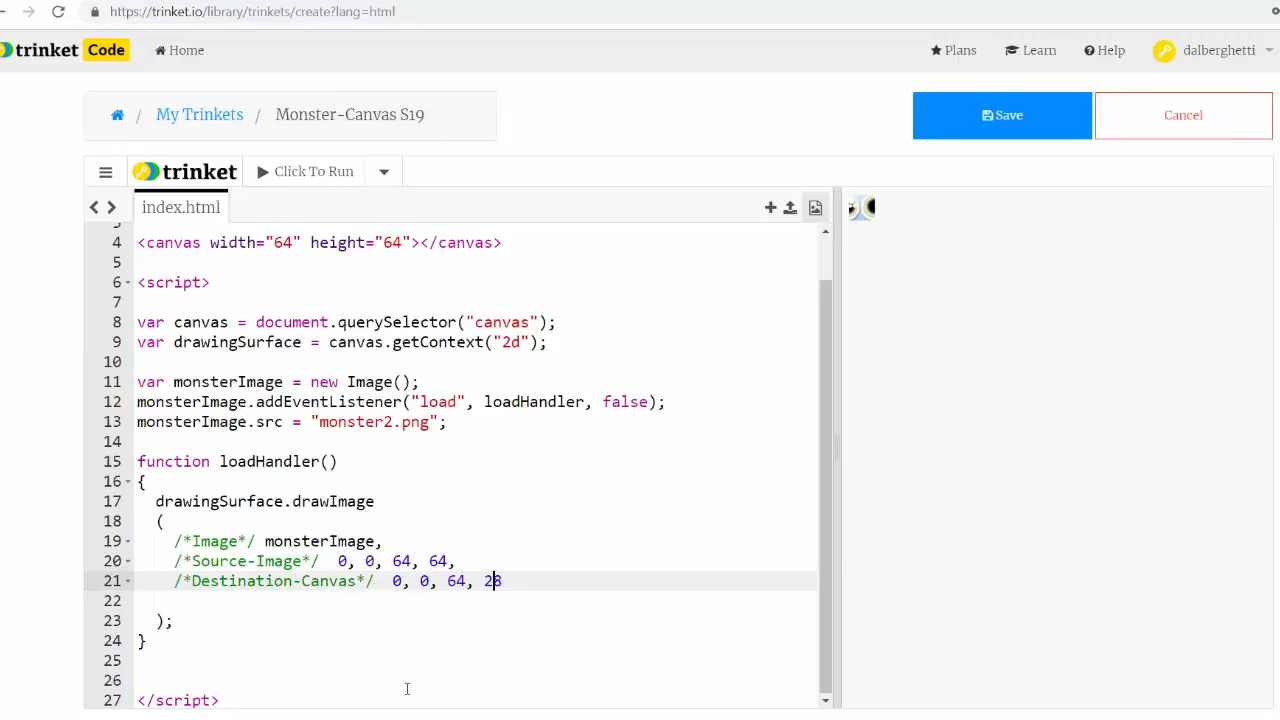 https://trinket.io/library/trinkets/create?lang=html
trinket Code Home Plans Learn Help dalberghetti
/ My Trinkets / Monster-Canvas S19 Save Cancel
trinket Click To Run
index.html
4 <canvas width="64" height="64"></canvas>
5
6 <script>
7
8 var canvas = document.querySelector("canvas");
9 var drawingSurface = canvas.getContext("2d");
10
11 var monsterImage = new Image();
12 monsterImage.addEventListener("load", loadHandler, false);
13 monsterImage.src = "monster2.png";
14
15 function loadHandler()
16 {
17 drawingSurface.drawImage
18 (
19 /*Image*/ monsterImage,
20 /*Source-Image*/ 0, 0, 64, 64,
21 /*Destination-Canvas*/ 0, 0, 64, 28
22
23 );
24 }
25
26
27 </script>